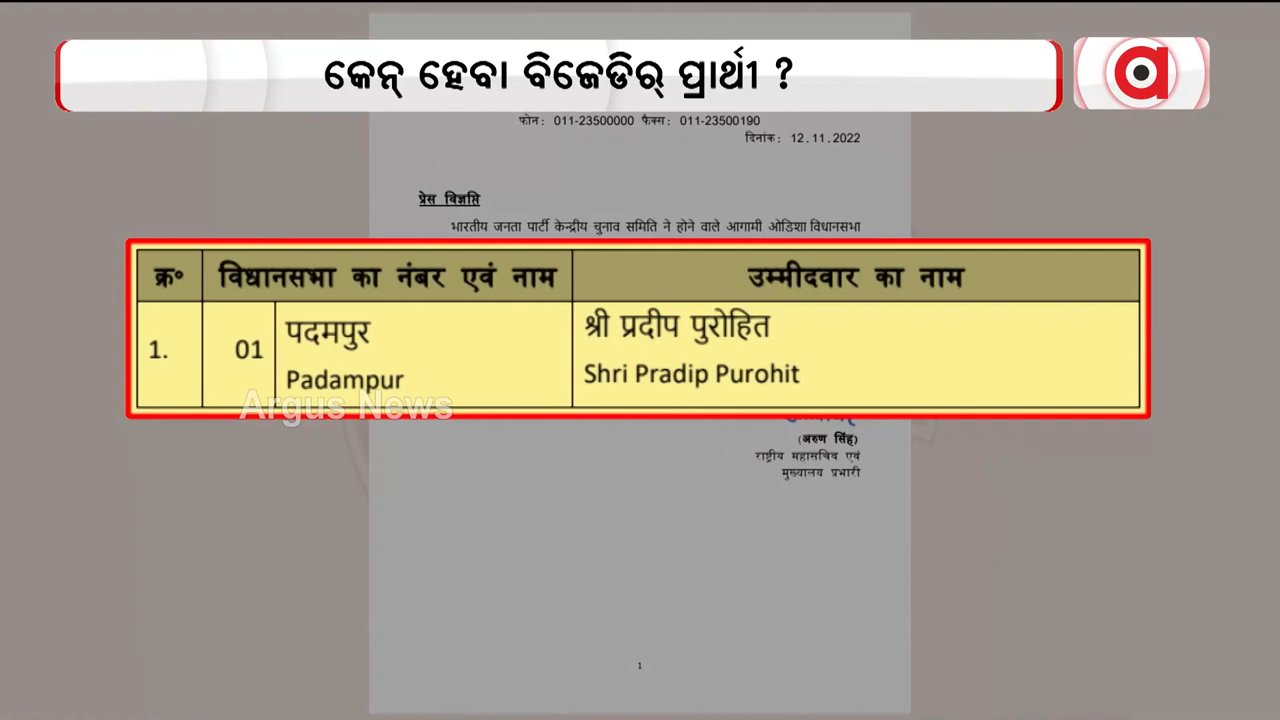 କେନ୍ ହେବା ବିଜେଡିର୍ ପ୍ରାର୍ଥୀ ?
a
फोन: 011-23500000 फैक्स: 011-23500190
दिनांक: 12.11.2022
प्रेस विज्ञप्ति
भारतीय जनता पार्टी केन्द्रीय चुनाव समिति ने होने वाले आगामी ओडिशा विधानसभा
क्र० विधानसभा का नंबर एवं नाम उम्मीदवार का नाम
1. 01 पदमपुर श्री प्रदीप पुरोहित
Padampur Shri Pradip Purohit
Argus News
(अरुण सिंह)
राष्ट्रीय महासचिव एवं
मुख्यालय प्रभारी
1